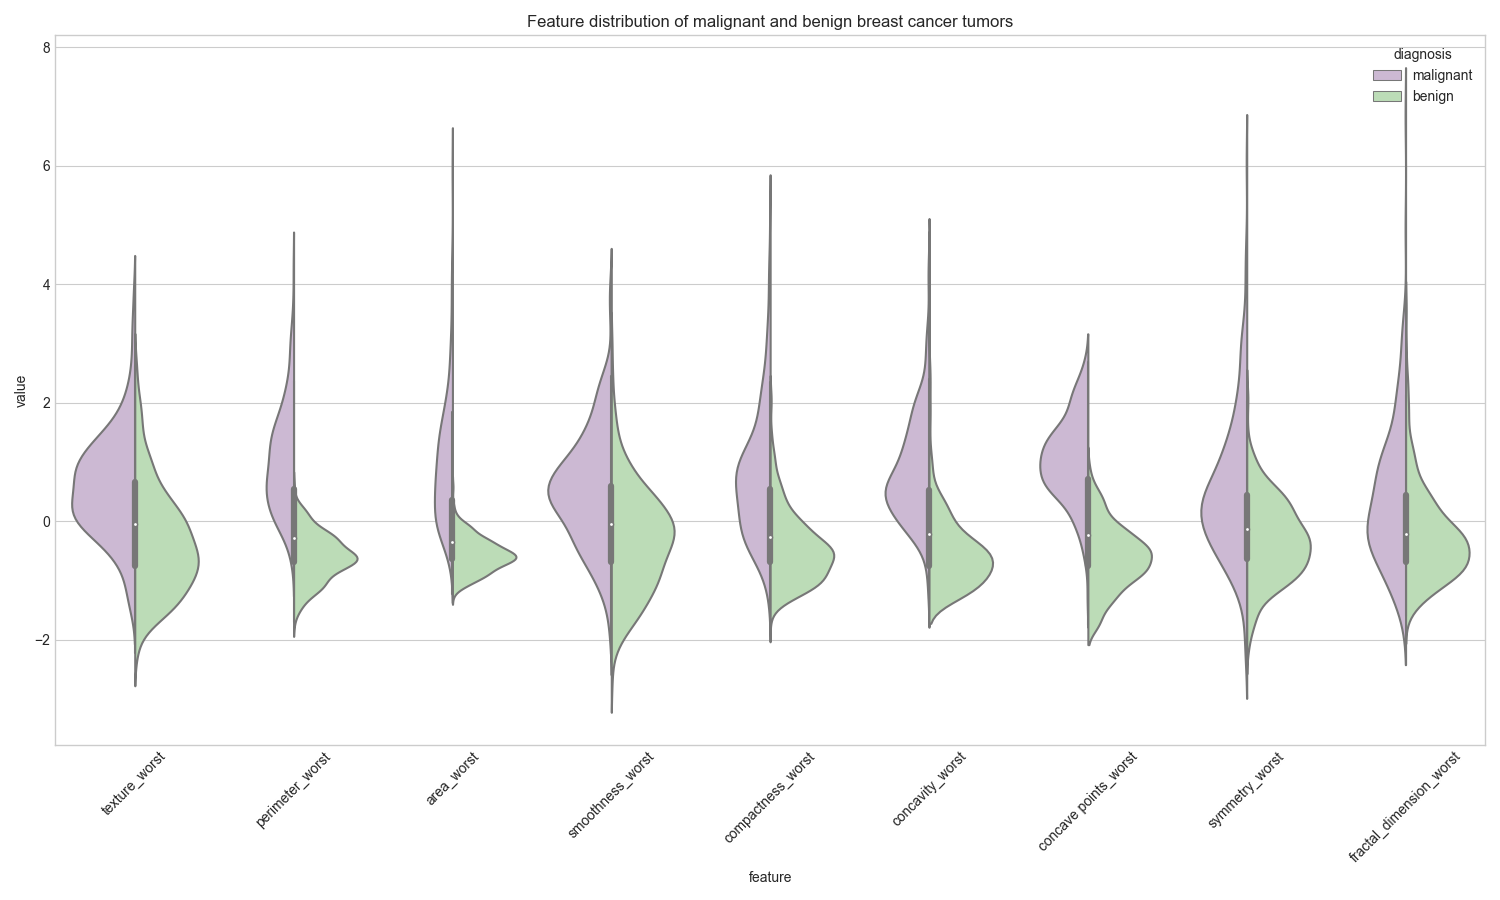 Feature distribution of malignant and benign breast cancer tumors
diagnosis
malignant
benign
value
8
6
4
2
0
−2
texture_worst
perimeter_worst
area_worst
smoothness_worst
compactness_worst
concavity_worst
concave points_worst
symmetry_worst
fractal_dimension_worst
feature